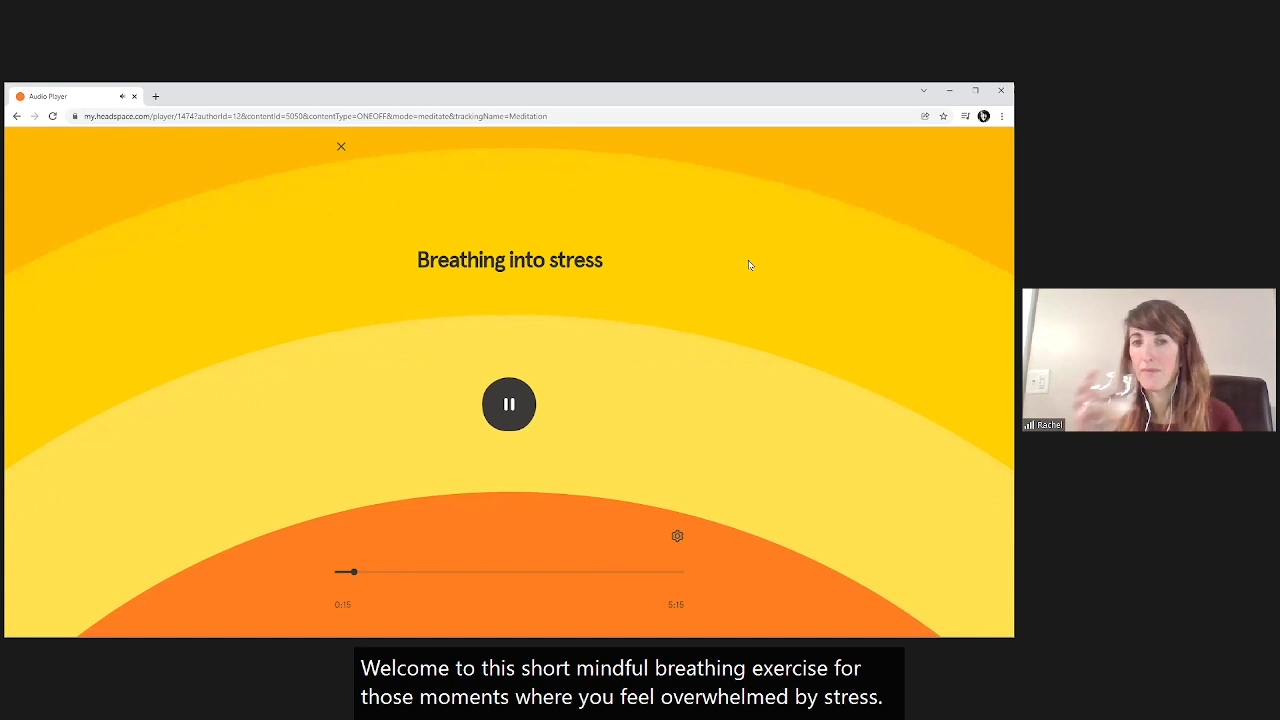 Audio Player
my.headspace.com/player/1474?authorId=12&contentId=5050&contentType=ONEOFF&mode=meditate&trackingName=Meditation
Breathing into stress
0:15
5:15
Rachel
Welcome to this short mindful breathing exercise for
those moments where you feel overwhelmed by stress.